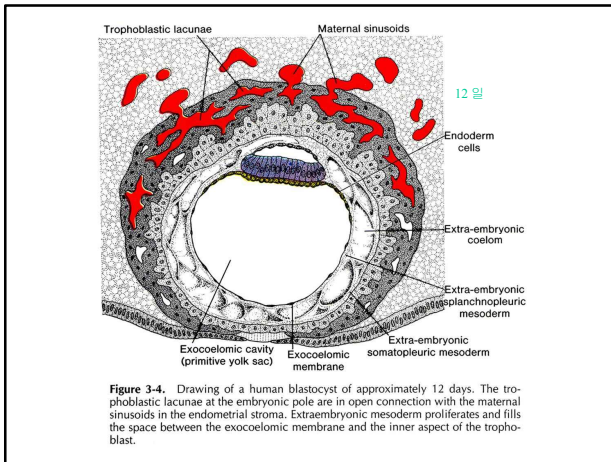 Trophoblastic lacunae
Maternal sinusoids
12 일
Endoderm
cells
Extra-embryonic
coelom
Extra-embryonic
splanchnopleuric
mesoderm
Extra-embryonic
somatopleuric mesoderm
Exocoelomic cavity
(primitive yolk sac)
Exocoelomic
membrane
Figure 3-4. Drawing of a human blastocyst of approximately 12 days. The tro-
phoblastic lacunae at the embryonic pole are in open connection with the maternal
sinusoids in the endometrial stroma. Extraembryonic mesoderm proliferates and fills
the space between the exocoelomic membrane and the inner aspect of the tropho-
blast.